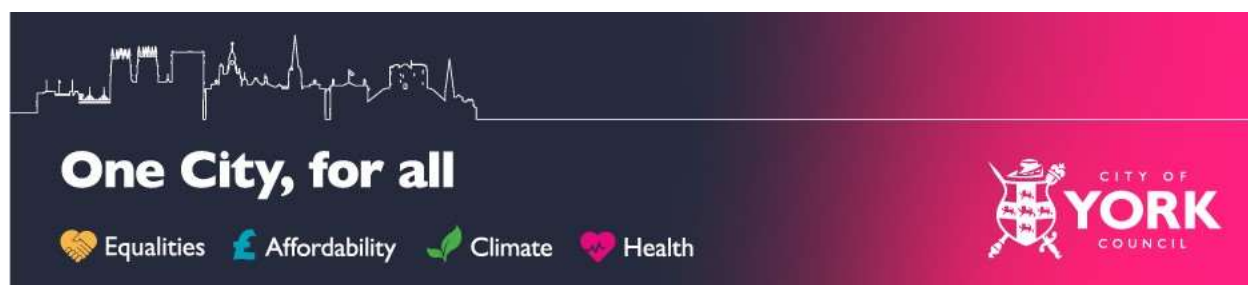 One City, for all
Equalities £ Affordability Climate Health
CITY OF
YORK
COUNCIL